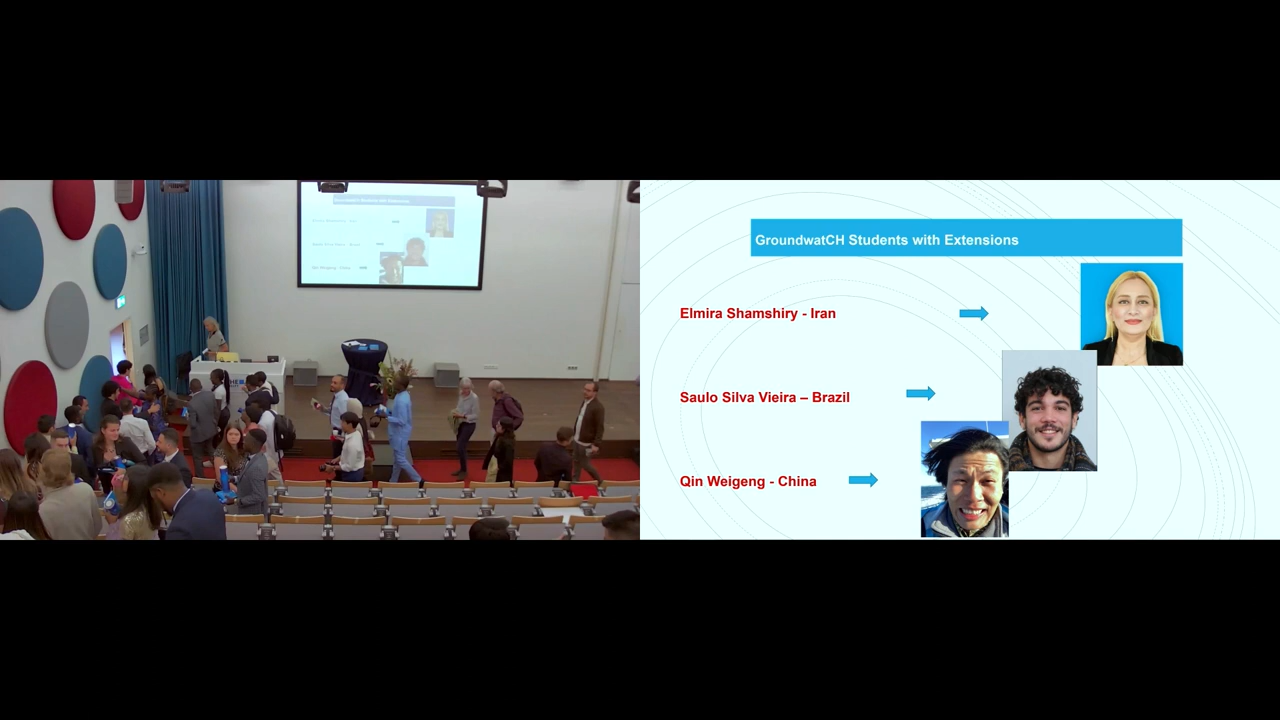 GroundwatCH Students with Extensions
Elmira Shamshiry - Iran
Saulo Silva Vieira – Brazil
Qin Weigeng - China